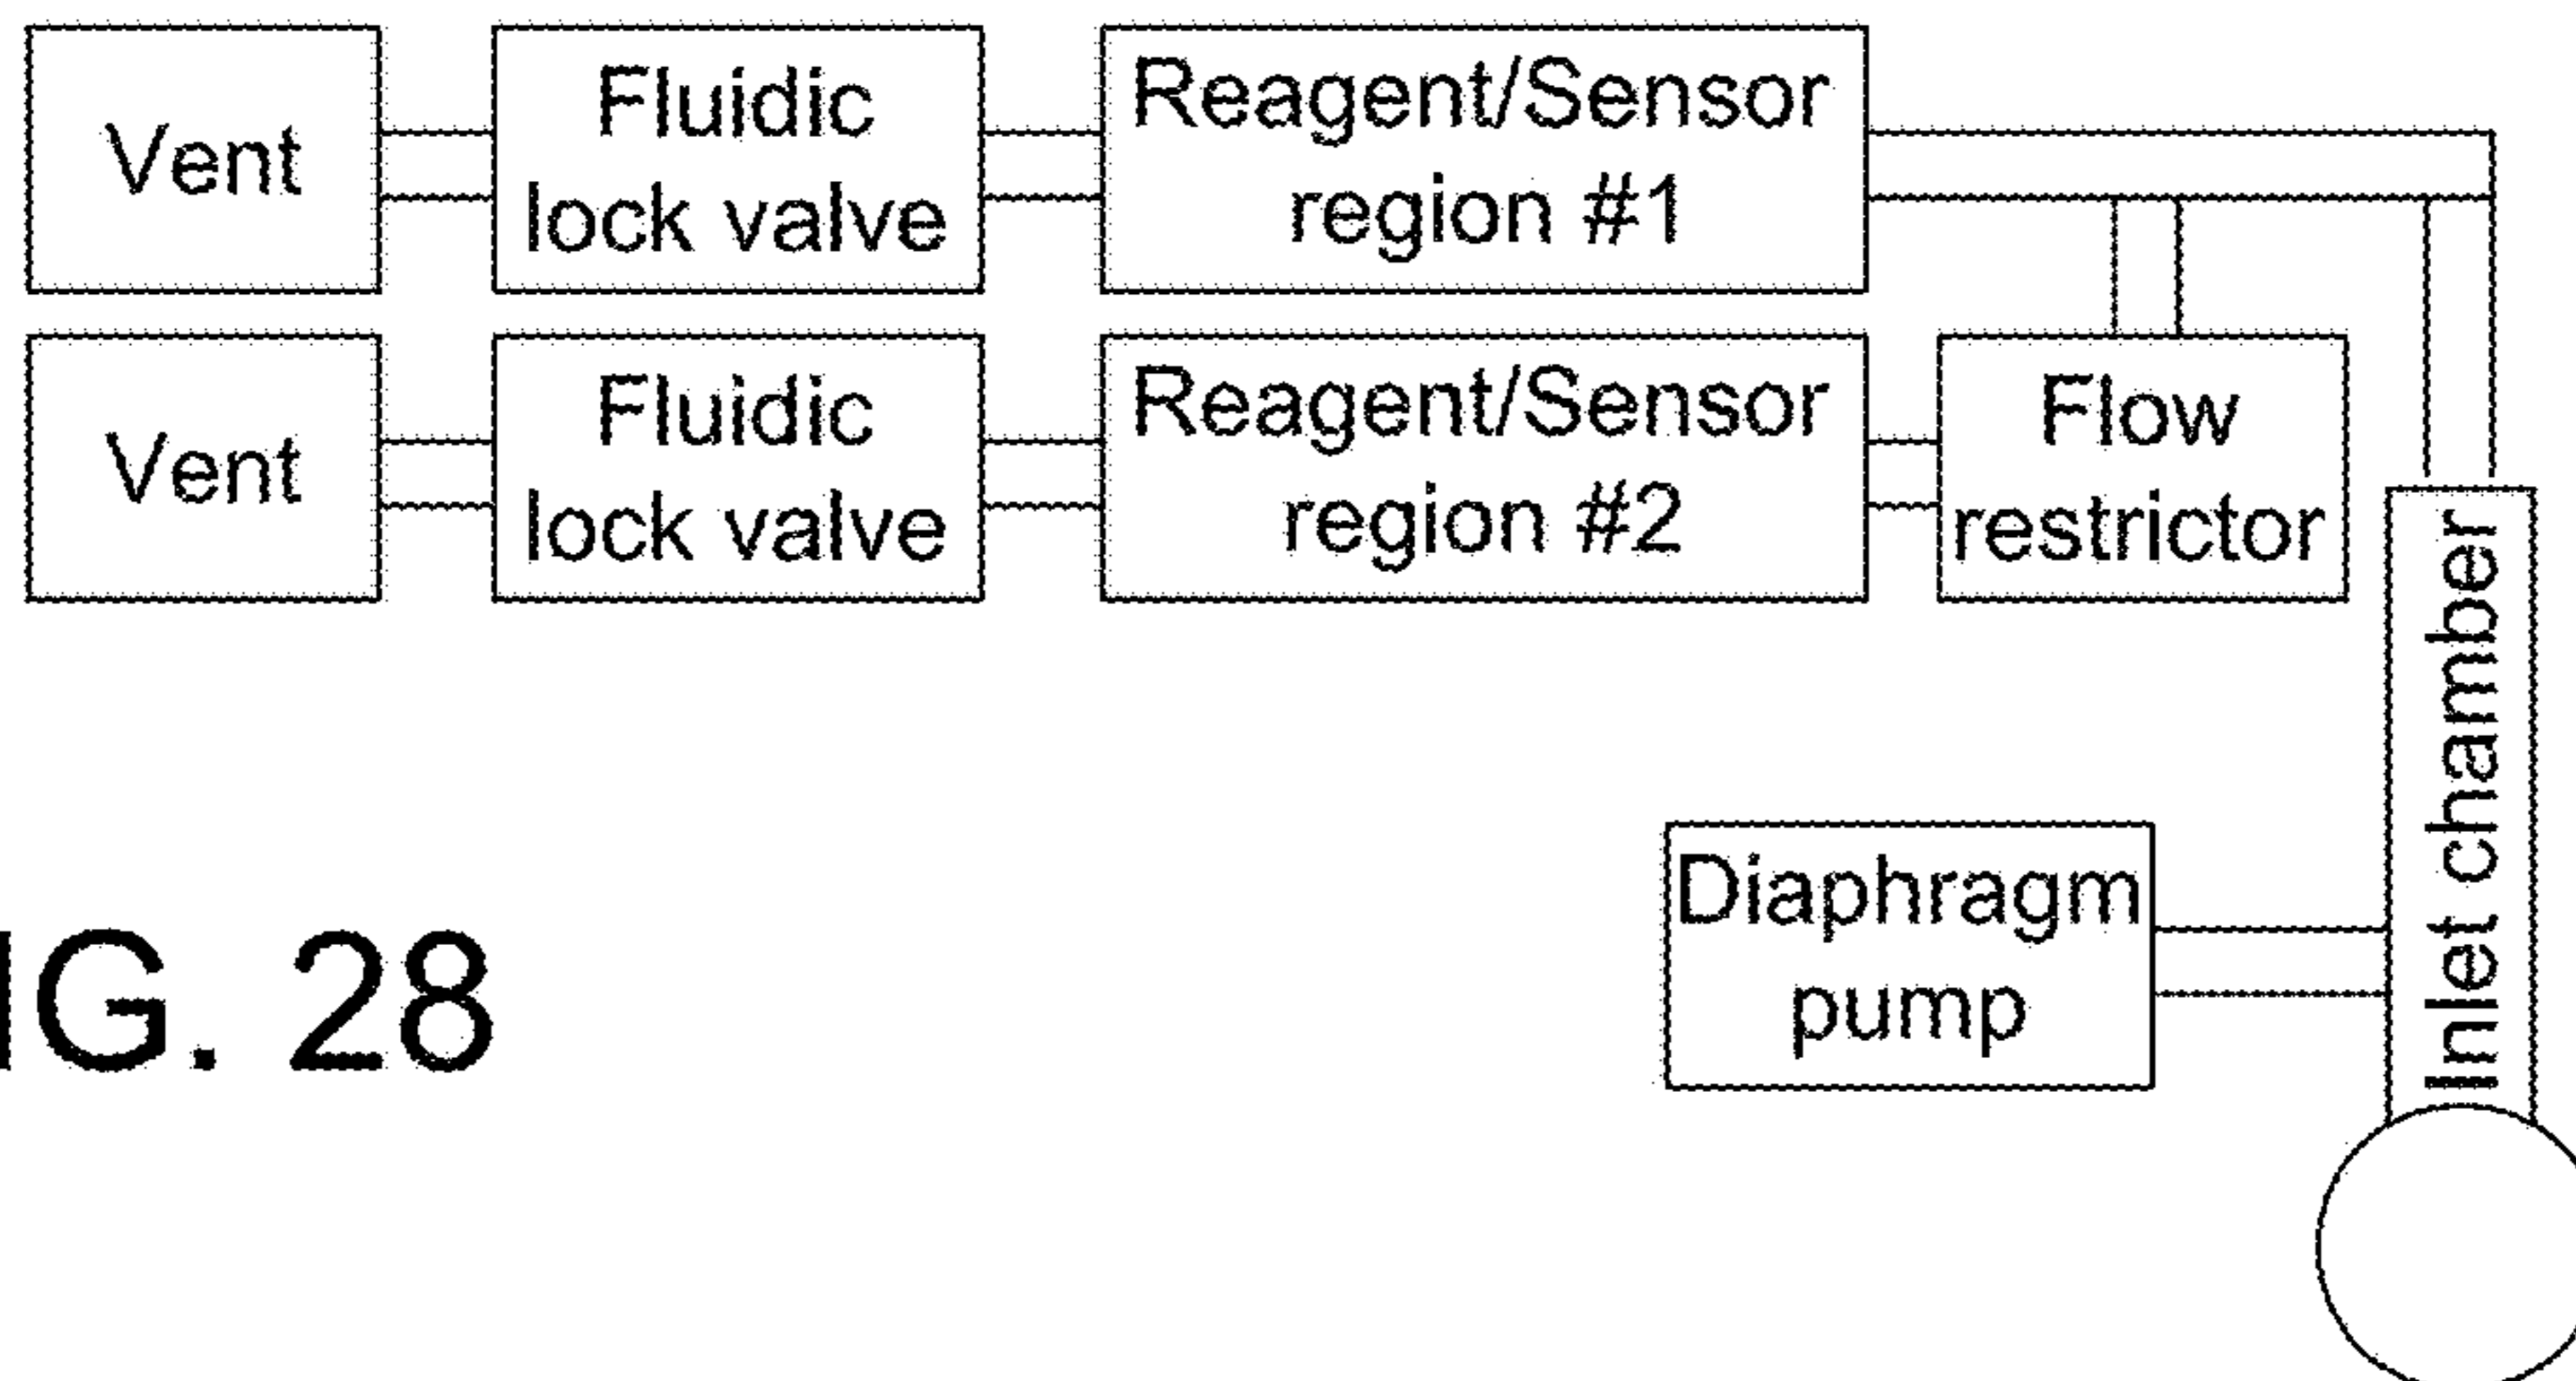 Vent
Fluidic
lock valve
Reagent/Sensor
region #1
Vent
Fluidic
lock valve
Reagent/Sensor
region #2
Flow
restrictor
Inlet chamber
Diaphragm
pump
IG. 28